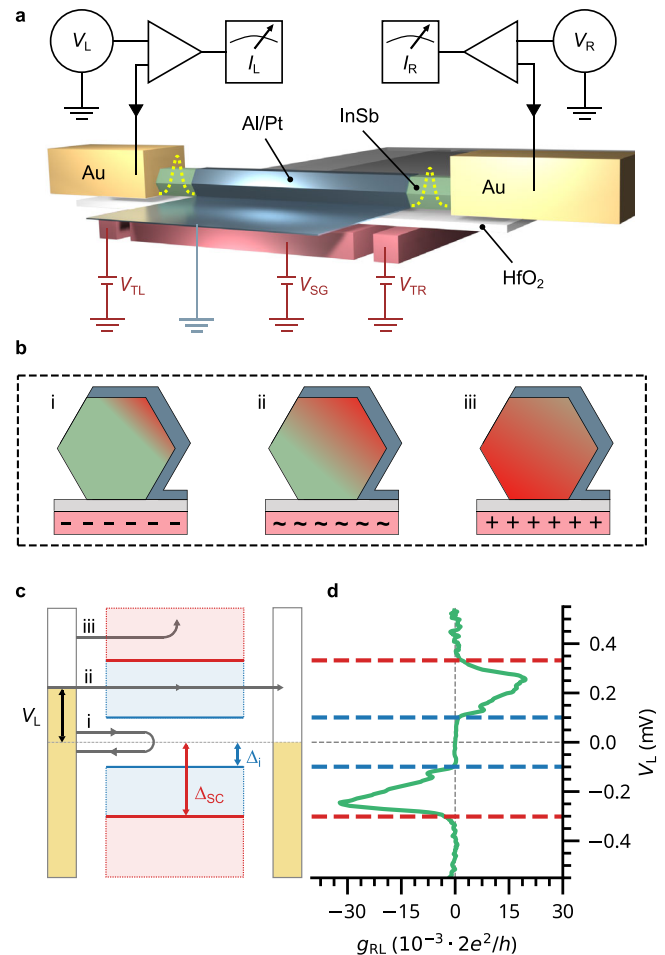 a
V_L
I_L
I_R
V_R
Al/Pt
InSb
Au
Au
HfO₂
V_TL
V_SG
V_TR
b
i
ii
iii
− − − − − −
~ ~ ~ ~ ~ ~
+ + + + + +
c
iii
ii
V_L
i
Δ_i
Δ_SC
d
0.4
0.2
0.0
−0.2
−0.4
V_L (mV)
−30 −15 0 15 30
g_RL (10⁻³ · 2e²/h)